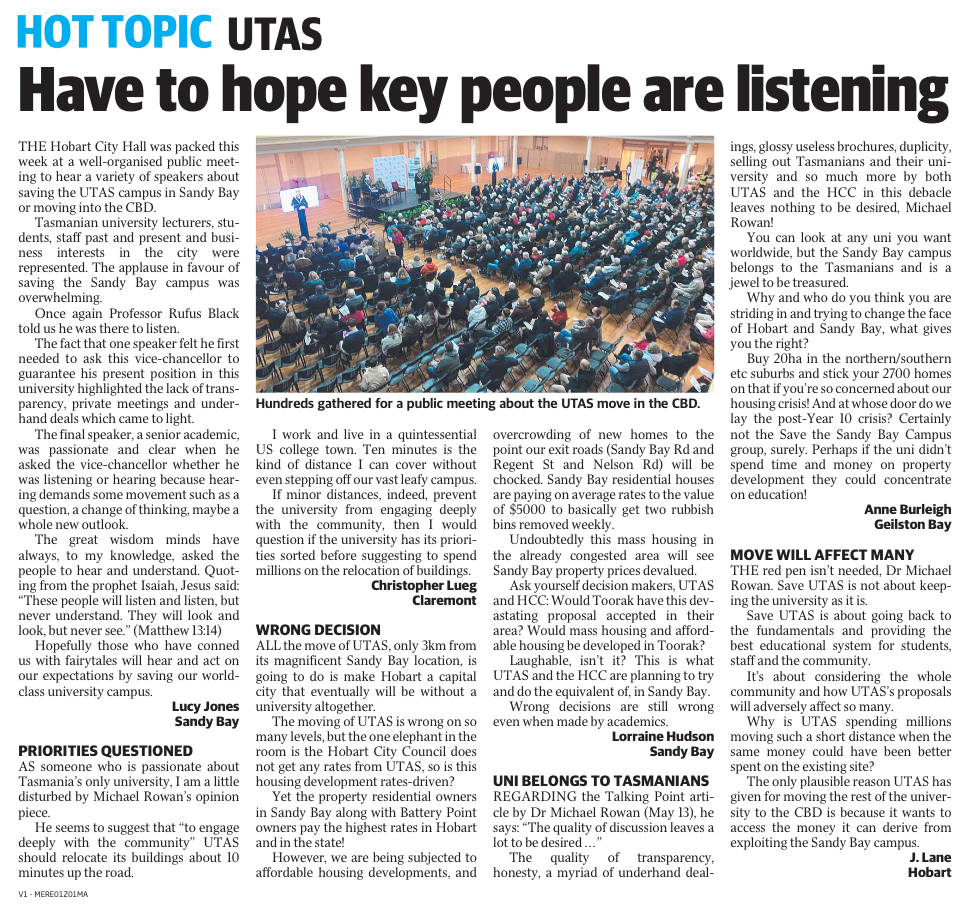 HOT TOPIC UTAS
Have to hope key people are listening
THE Hobart City Hall was packed this
week at a well-organised public meet-
ing to hear a variety of speakers about
saving the UTAS campus in Sandy Bay
or moving into the CBD.
Tasmanian university lecturers, stu-
dents, staff past and present and busi-
ness interests in the city were
represented. The applause in favour of
saving the Sandy Bay campus was
overwhelming.
Once again Professor Rufus Black
told us he was there to listen.
The fact that one speaker felt he first
needed to ask this vice-chancellor to
guarantee his present position in this
university highlighted the lack of trans-
parency, private meetings and under-
hand deals which came to light.
The final speaker, a senior academic,
was passionate and clear when he
asked the vice-chancellor whether he
was listening or hearing because hear-
ing demands some movement such as a
question, a change of thinking, maybe a
whole new outlook.
The great wisdom minds have
always, to my knowledge, asked the
people to hear and understand. Quot-
ing from the prophet Isaiah, Jesus said:
“These people will listen and listen, but
never understand. They will look and
look, but never see.” (Matthew 13:14)
Hopefully those who have conned
us with fairytales will hear and act on
our expectations by saving our world-
class university campus.
Lucy Jones
Sandy Bay
PRIORITIES QUESTIONED
AS someone who is passionate about
Tasmania's only university, I am a little
disturbed by Michael Rowan's opinion
piece.
He seems to suggest that “to engage
deeply with the community” UTAS
should relocate its buildings about 10
minutes up the road.
Hundreds gathered for a public meeting about the UTAS move in the CBD.
I work and live in a quintessential
US college town. Ten minutes is the
kind of distance I can cover without
even stepping off our vast leafy campus.
If minor distances, indeed, prevent
the university from engaging deeply
with the community, then I would
question if the university has its priori-
ties sorted before suggesting to spend
millions on the relocation of buildings.
Christopher Lueg
Claremont
WRONG DECISION
ALL the move of UTAS, only 3km from
its magnificent Sandy Bay location, is
going to do is make Hobart a capital
city that eventually will be without a
university altogether.
The moving of UTAS is wrong on so
many levels, but the one elephant in the
room is the Hobart City Council does
not get any rates from UTAS, so is this
housing development rates-driven?
Yet the property residential owners
in Sandy Bay along with Battery Point
owners pay the highest rates in Hobart
and in the state!
However, we are being subjected to
affordable housing developments, and
overcrowding of new homes to the
point our exit roads (Sandy Bay Rd and
Regent St and Nelson Rd) will be
chocked. Sandy Bay residential houses
are paying on average rates to the value
of $5000 to basically get two rubbish
bins removed weekly.
Undoubtedly this mass housing in
the already congested area will see
Sandy Bay property prices devalued.
Ask yourself decision makers, UTAS
and HCC: Would Toorak have this dev-
astating proposal accepted in their
area? Would mass housing and afford-
able housing be developed in Toorak?
Laughable, isn't it? This is what
UTAS and the HCC are planning to try
and do the equivalent of, in Sandy Bay.
Wrong decisions are still wrong
even when made by academics.
Lorraine Hudson
Sandy Bay
UNI BELONGS TO TASMANIANS
REGARDING the Talking Point arti-
cle by Dr Michael Rowan (May 13), he
says: “The quality of discussion leaves a
lot to be desired ...”
The quality of transparency,
honesty, a myriad of underhand deal-
ings, glossy useless brochures, duplicity,
selling out Tasmanians and their uni-
versity and so much more by both
UTAS and the HCC in this debacle
leaves nothing to be desired, Michael
Rowan!
You can look at any uni you want
worldwide, but the Sandy Bay campus
belongs to the Tasmanians and is a
jewel to be treasured.
Why and who do you think you are
striding in and trying to change the face
of Hobart and Sandy Bay, what gives
you the right?
Buy 20ha in the northern/southern
etc suburbs and stick your 2700 homes
on that if you're so concerned about our
housing crisis! And at whose door do we
lay the post-Year 10 crisis? Certainly
not the Save the Sandy Bay Campus
group, surely. Perhaps if the uni didn't
spend time and money on property
development they could concentrate
on education!
Anne Burleigh
Geilston Bay
MOVE WILL AFFECT MANY
THE red pen isn't needed, Dr Michael
Rowan. Save UTAS is not about keep-
ing the university as it is.
Save UTAS is about going back to
the fundamentals and providing the
best educational system for students,
staff and the community.
It's about considering the whole
community and how UTAS's proposals
will adversely affect so many.
Why is UTAS spending millions
moving such a short distance when the
same money could have been better
spent on the existing site?
The only plausible reason UTAS has
given for moving the rest of the univer-
sity to the CBD is because it wants to
access the money it can derive from
exploiting the Sandy Bay campus.
J. Lane
Hobart
V1 - MERE01Z01MA